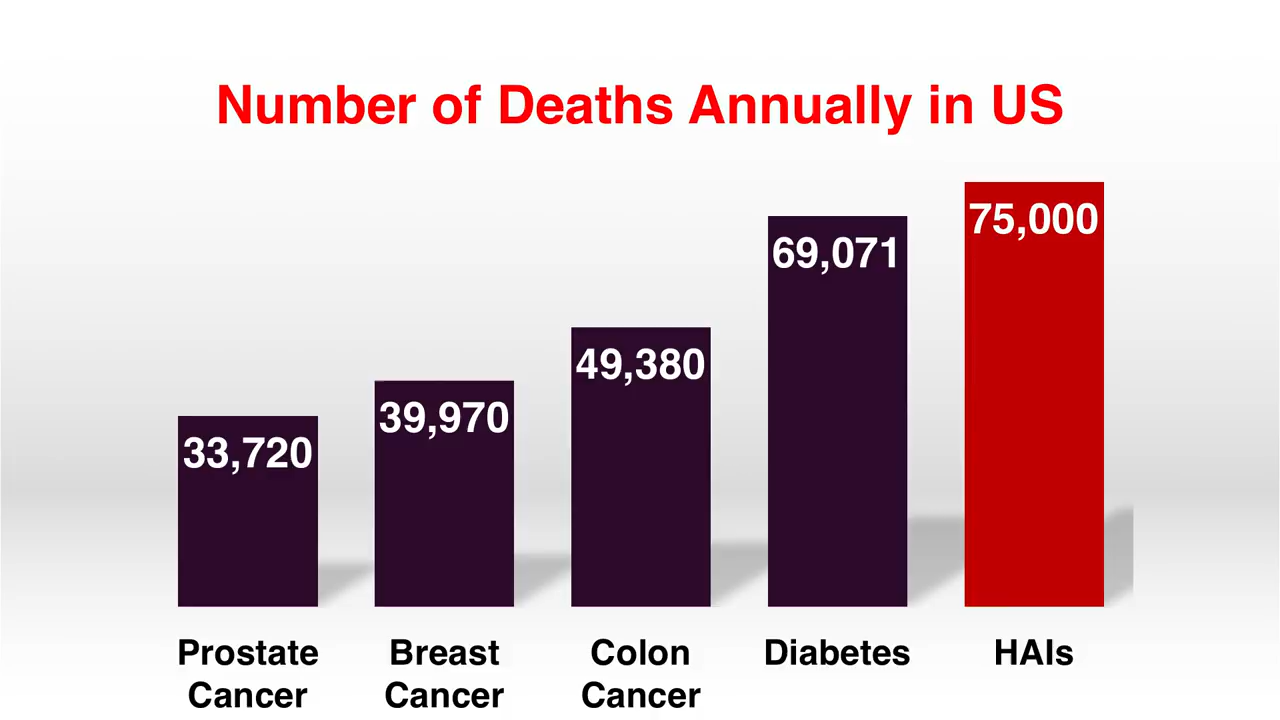 Number of Deaths Annually in US
75,000
69,071
49,380
39,970
33,720
Prostate
Cancer
Breast
Cancer
Colon
Cancer
Diabetes
HAIs